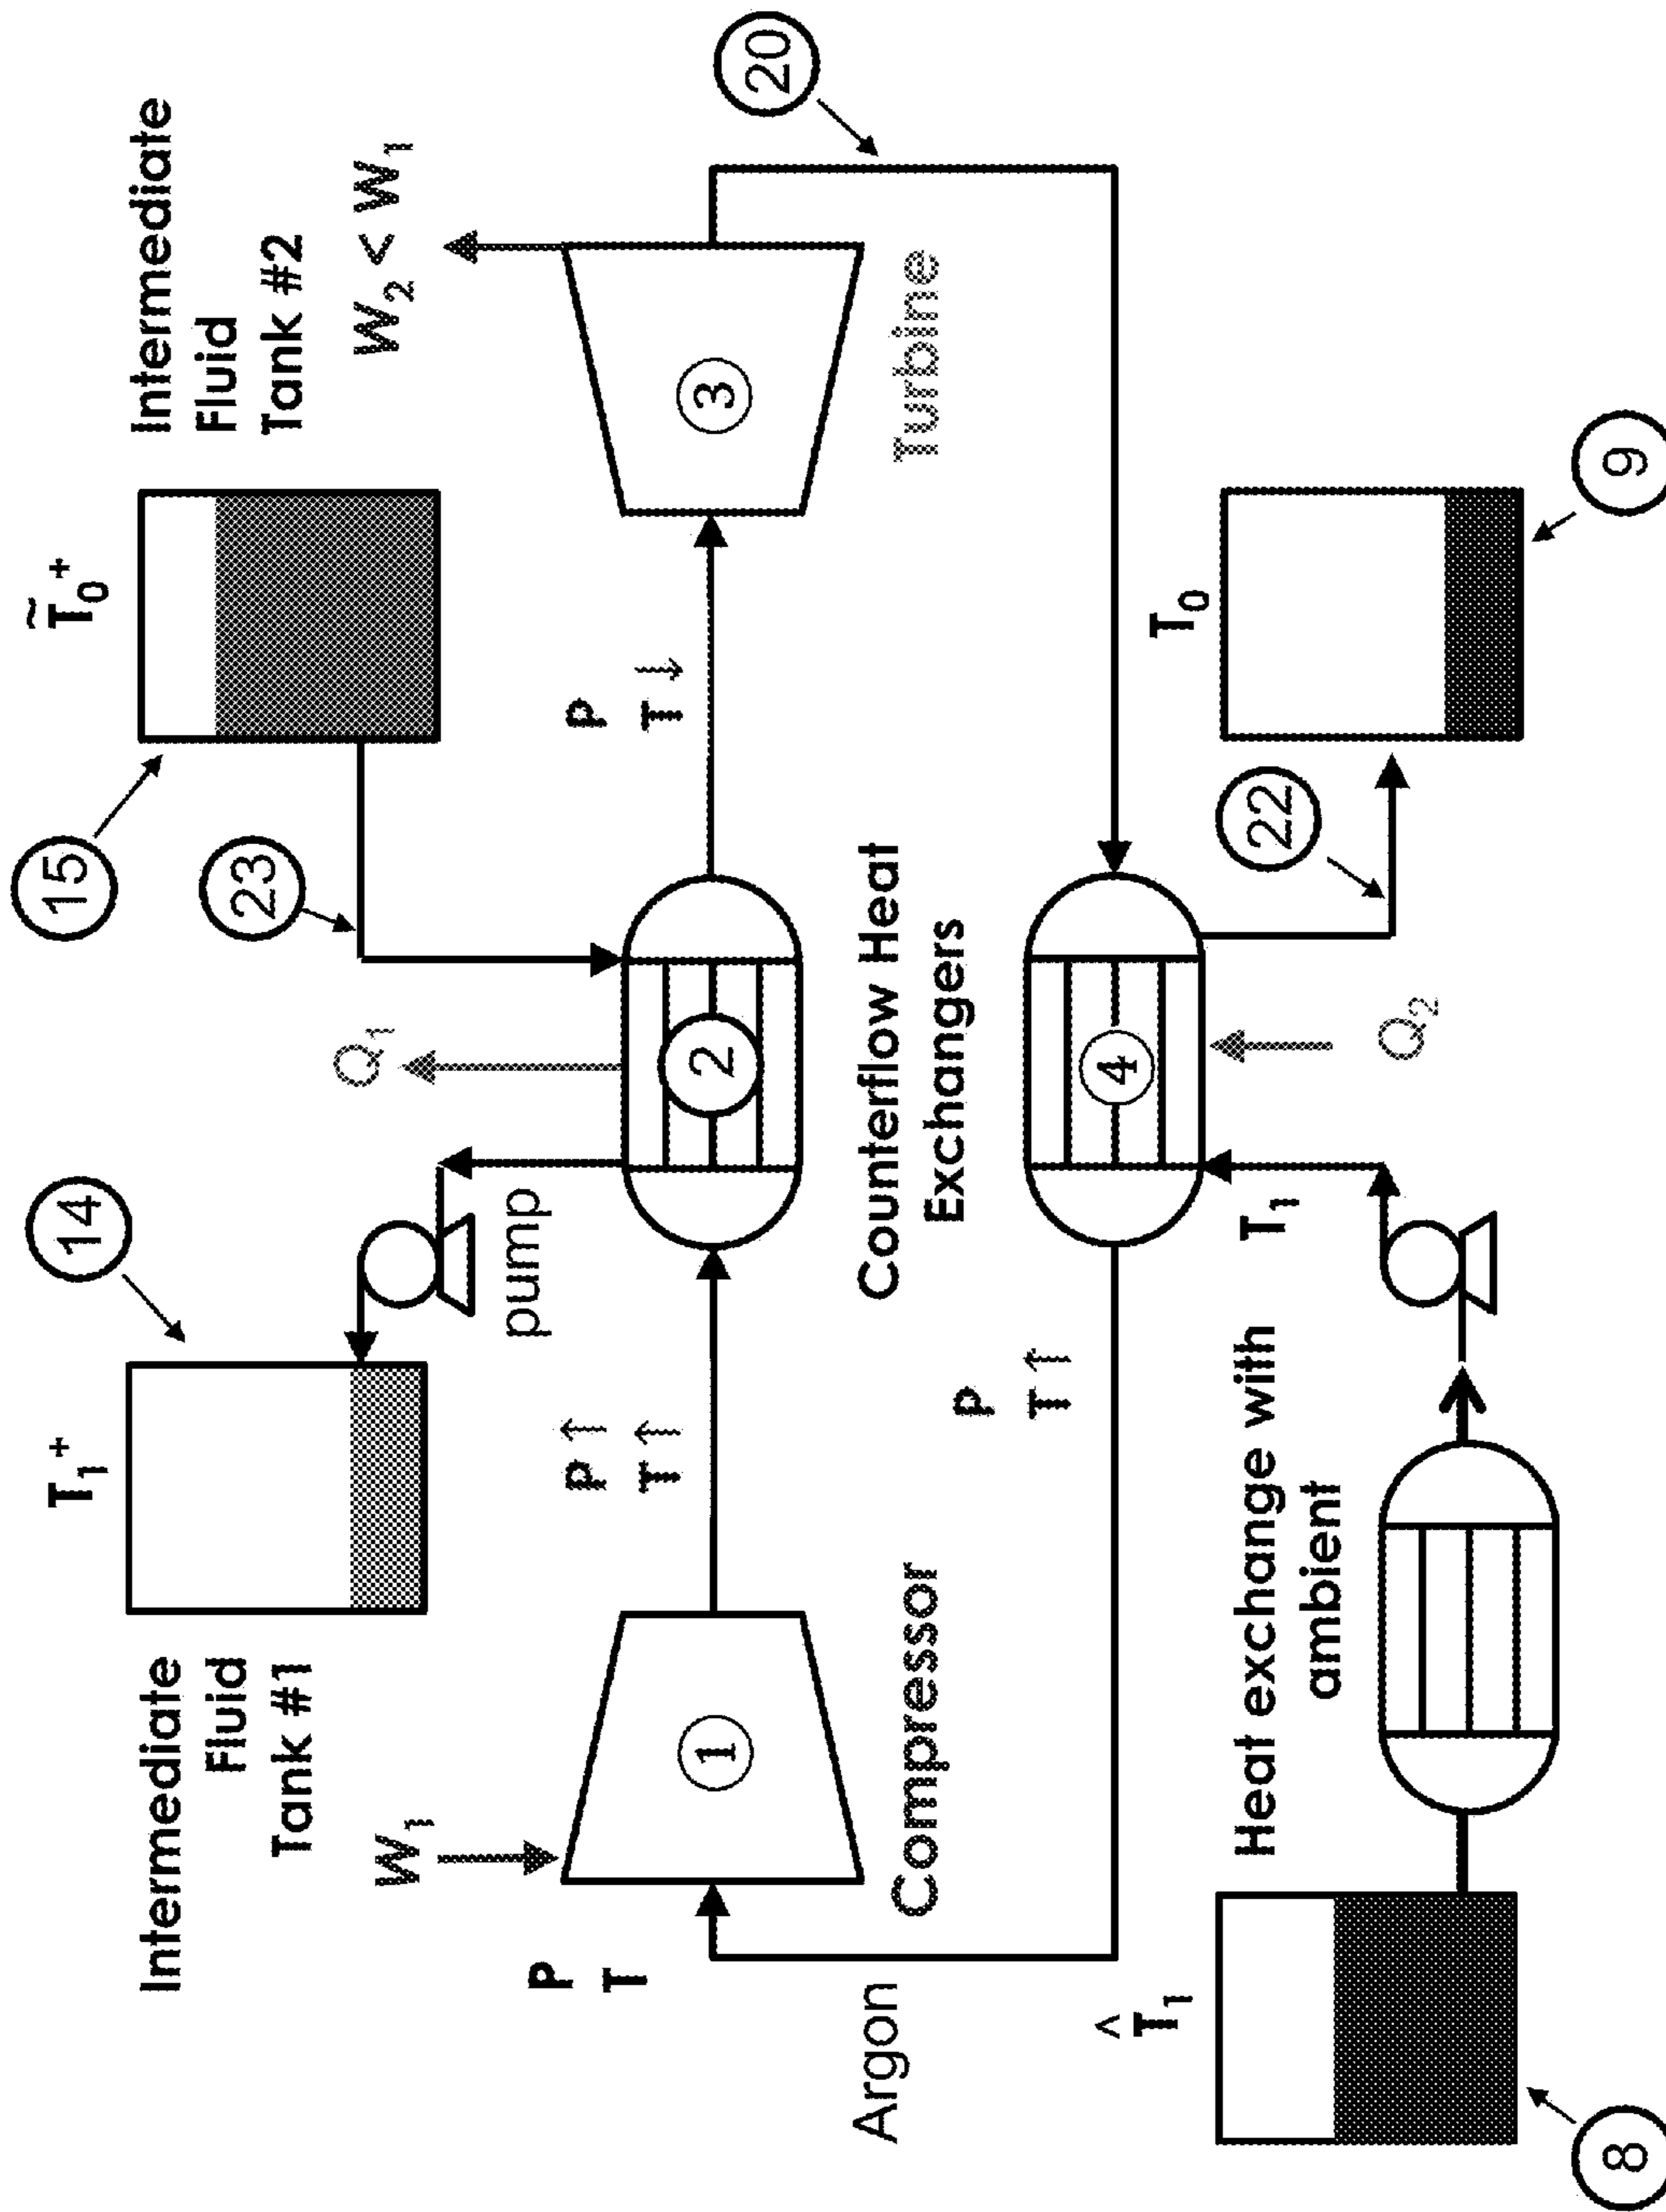 T₁⁺
14
Intermediate
Fluid
Tank #1
pump
Q₁
23
15
T̃₀⁺
Intermediate
Fluid
Tank #2
W₁
P
T
1
Compressor
P↑
T↑
2
P
T↓
3
Turbine
W₂ < W₁
20
Argon
Counterflow Heat
Exchangers
P
T↑
4
Q₂
T₁
22
T₀
9
T̂₁
8
Heat exchange with
ambient